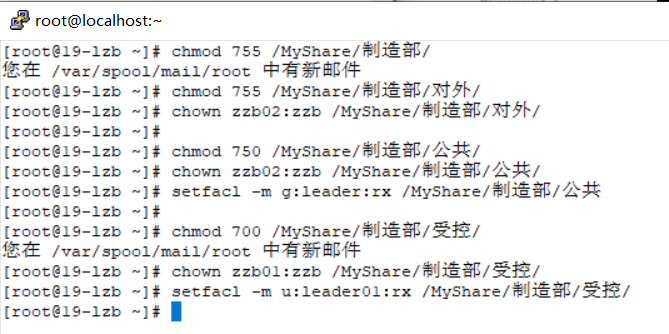 root@localhost:~
[root@19-lzb ~]# chmod 755 /MyShare/制造部/
您在 /var/spool/mail/root 中有新邮件
[root@19-lzb ~]# chmod 755 /MyShare/制造部/对外/
[root@19-lzb ~]# chown zzb02:zzb /MyShare/制造部/对外/
[root@19-lzb ~]#
[root@19-lzb ~]# chmod 750 /MyShare/制造部/公共/
[root@19-lzb ~]# chown zzb02:zzb /MyShare/制造部/公共/
[root@19-lzb ~]# setfacl -m g:leader:rx /MyShare/制造部/公共
[root@19-lzb ~]#
[root@19-lzb ~]# chmod 700 /MyShare/制造部/受控/
您在 /var/spool/mail/root 中有新邮件
[root@19-lzb ~]# chown zzb01:zzb /MyShare/制造部/受控/
[root@19-lzb ~]# setfacl -m u:leader01:rx /MyShare/制造部/受控/
[root@19-lzb ~]#